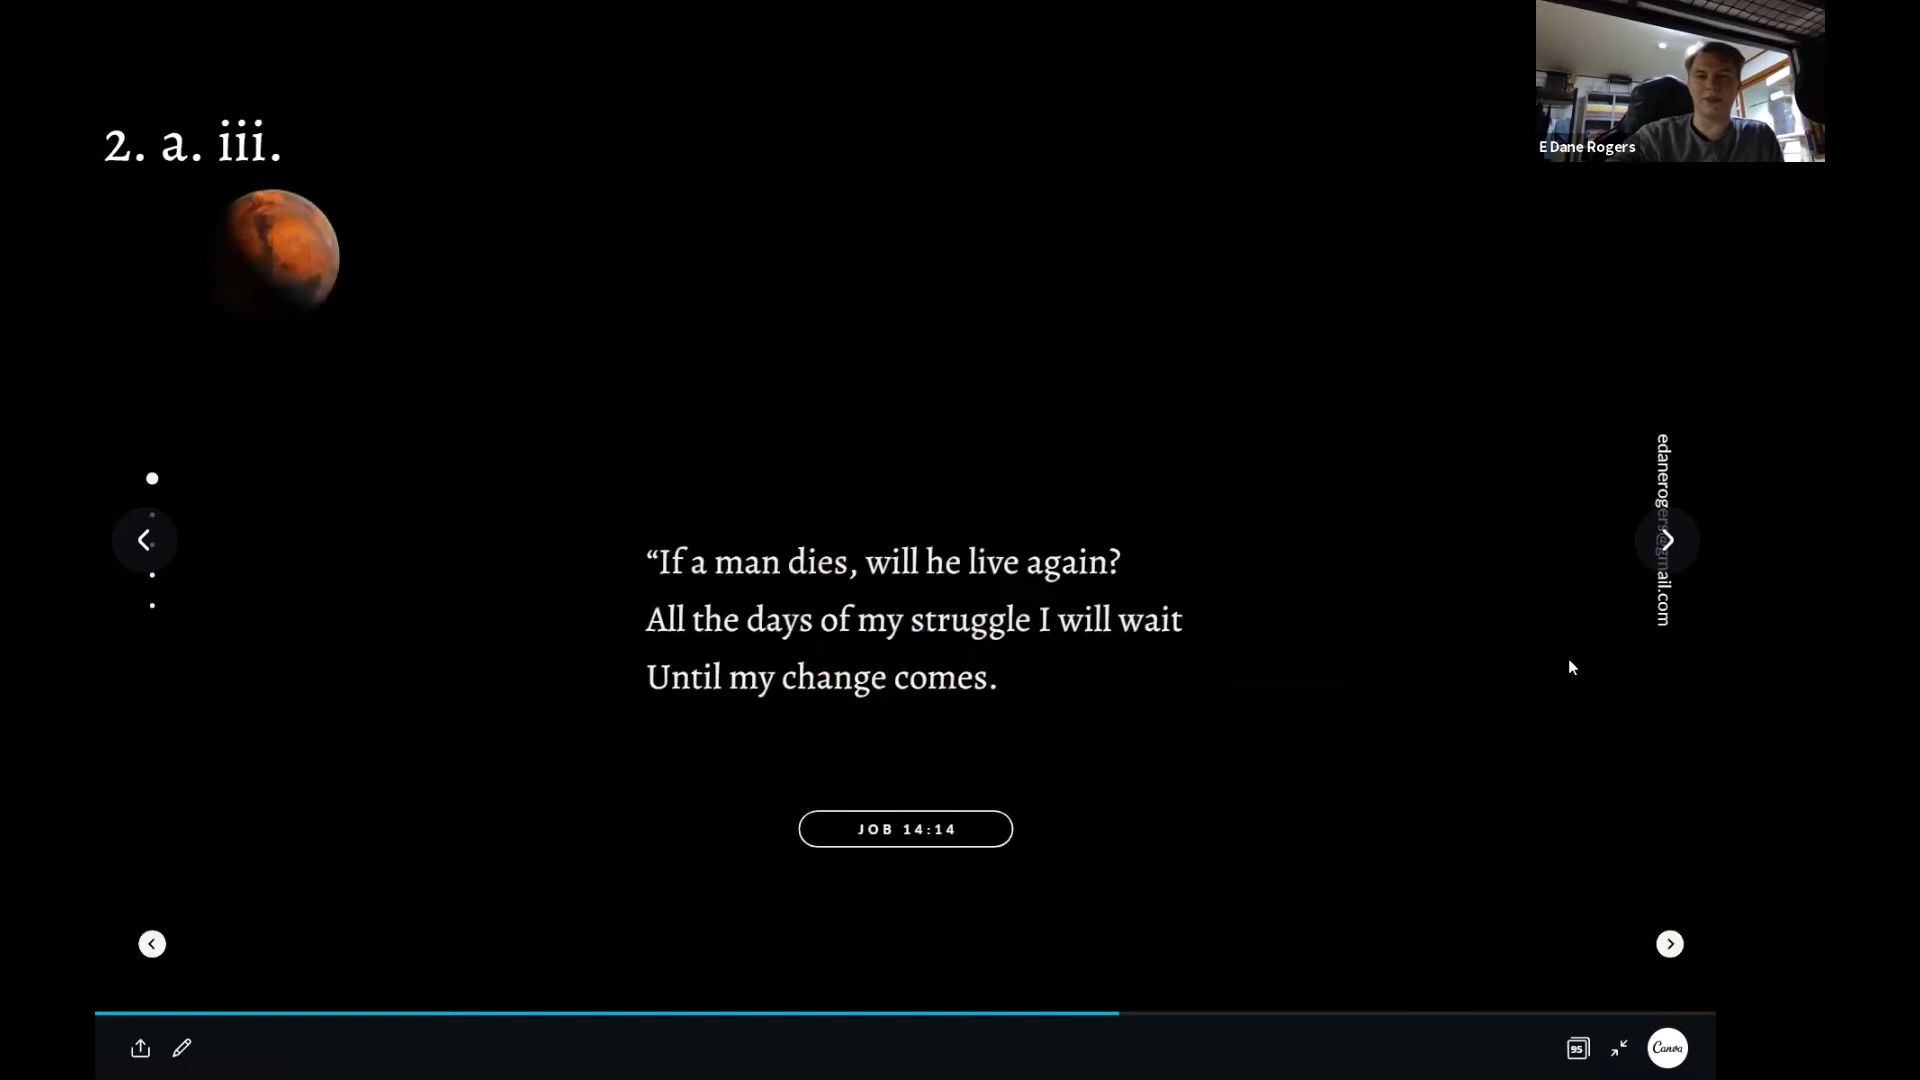 2. a. iii.
E Dane Rogers
edanerogers@gmail.com
“If a man dies, will he live again?
All the days of my struggle I will wait
Until my change comes.
JOB 14:14
95
Canva